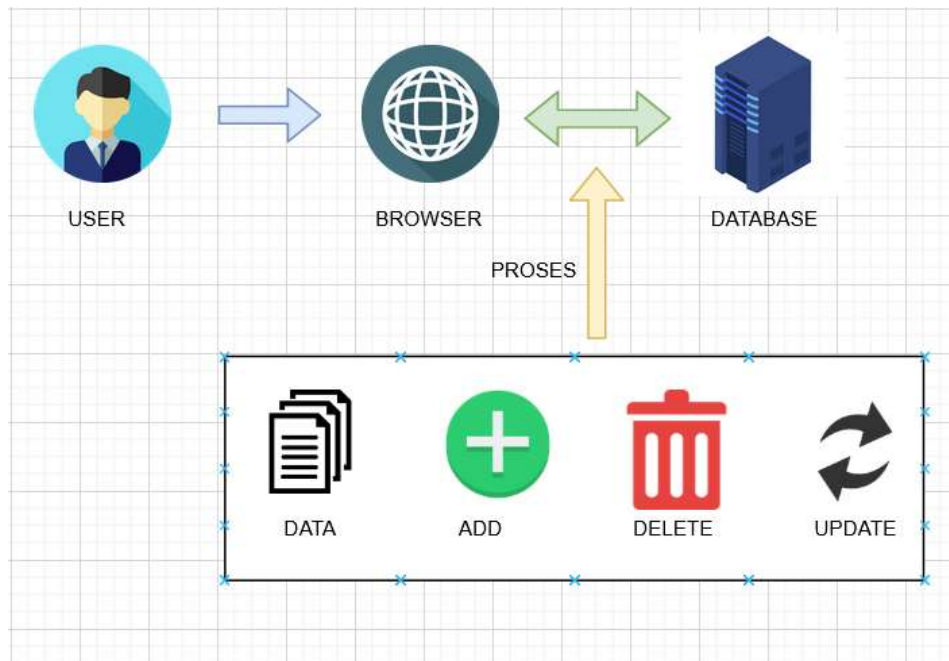 USER
BROWSER
DATABASE
PROSES
DATA
ADD
DELETE
UPDATE